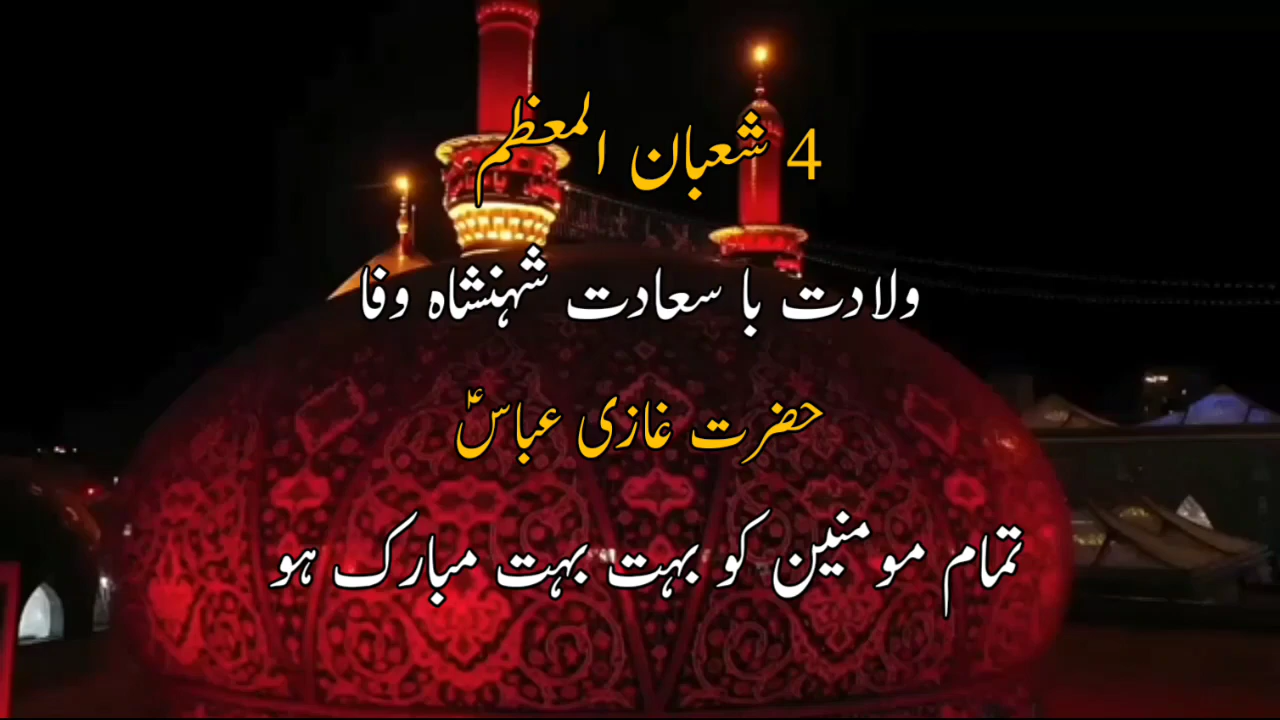 4 شعبان المعظم
ولادت با سعادت شہنشاہ وفا
حضرت غازی عباسؑ
تمام مومنین کو بہت بہت مبارک ہو